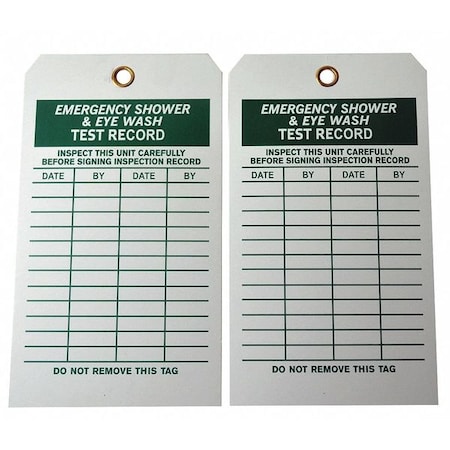 EMERGENCY SHOWER
& EYE WASH
TEST RECORD
INSPECT THIS UNIT CAREFULLY
BEFORE SIGNING INSPECTION RECORD
DATE BY DATE BY
DO NOT REMOVE THIS TAG
EMERGENCY SHOWER
& EYE WASH
TEST RECORD
INSPECT THIS UNIT CAREFULLY
BEFORE SIGNING INSPECTION RECORD
DATE BY DATE BY
DO NOT REMOVE THIS TAG